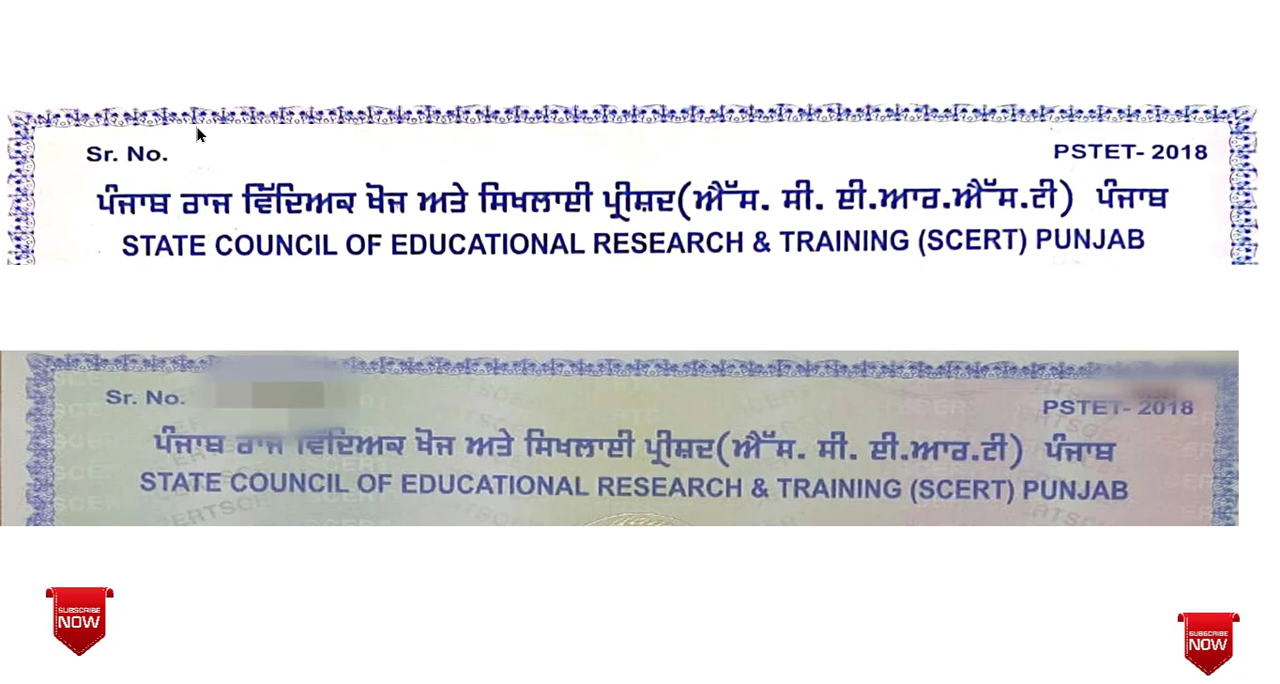 Sr. No.
PSTET- 2018
ਪੰਜਾਬ ਰਾਜ ਵਿੱਦਿਅਕ ਖੋਜ ਅਤੇ ਸਿਖਲਾਈ ਪ੍ਰੀਸ਼ਦ(ਐੱਸ. ਸੀ. ਈ.ਆਰ.ਐੱਸ.ਟੀ) ਪੰਜਾਬ
STATE COUNCIL OF EDUCATIONAL RESEARCH & TRAINING (SCERT) PUNJAB
Sr. No.
PSTET- 2018
ਪੰਜਾਬ ਰਾਜ ਵਿੱਦਿਅਕ ਖੋਜ ਅਤੇ ਸਿਖਲਾਈ ਪ੍ਰੀਸ਼ਦ(ਐੱਸ. ਸੀ. ਈ.ਆਰ.ਟੀ) ਪੰਜਾਬ
STATE COUNCIL OF EDUCATIONAL RESEARCH & TRAINING (SCERT) PUNJAB
SUBSCRIBE
NOW
SUBSCRIBE
NOW